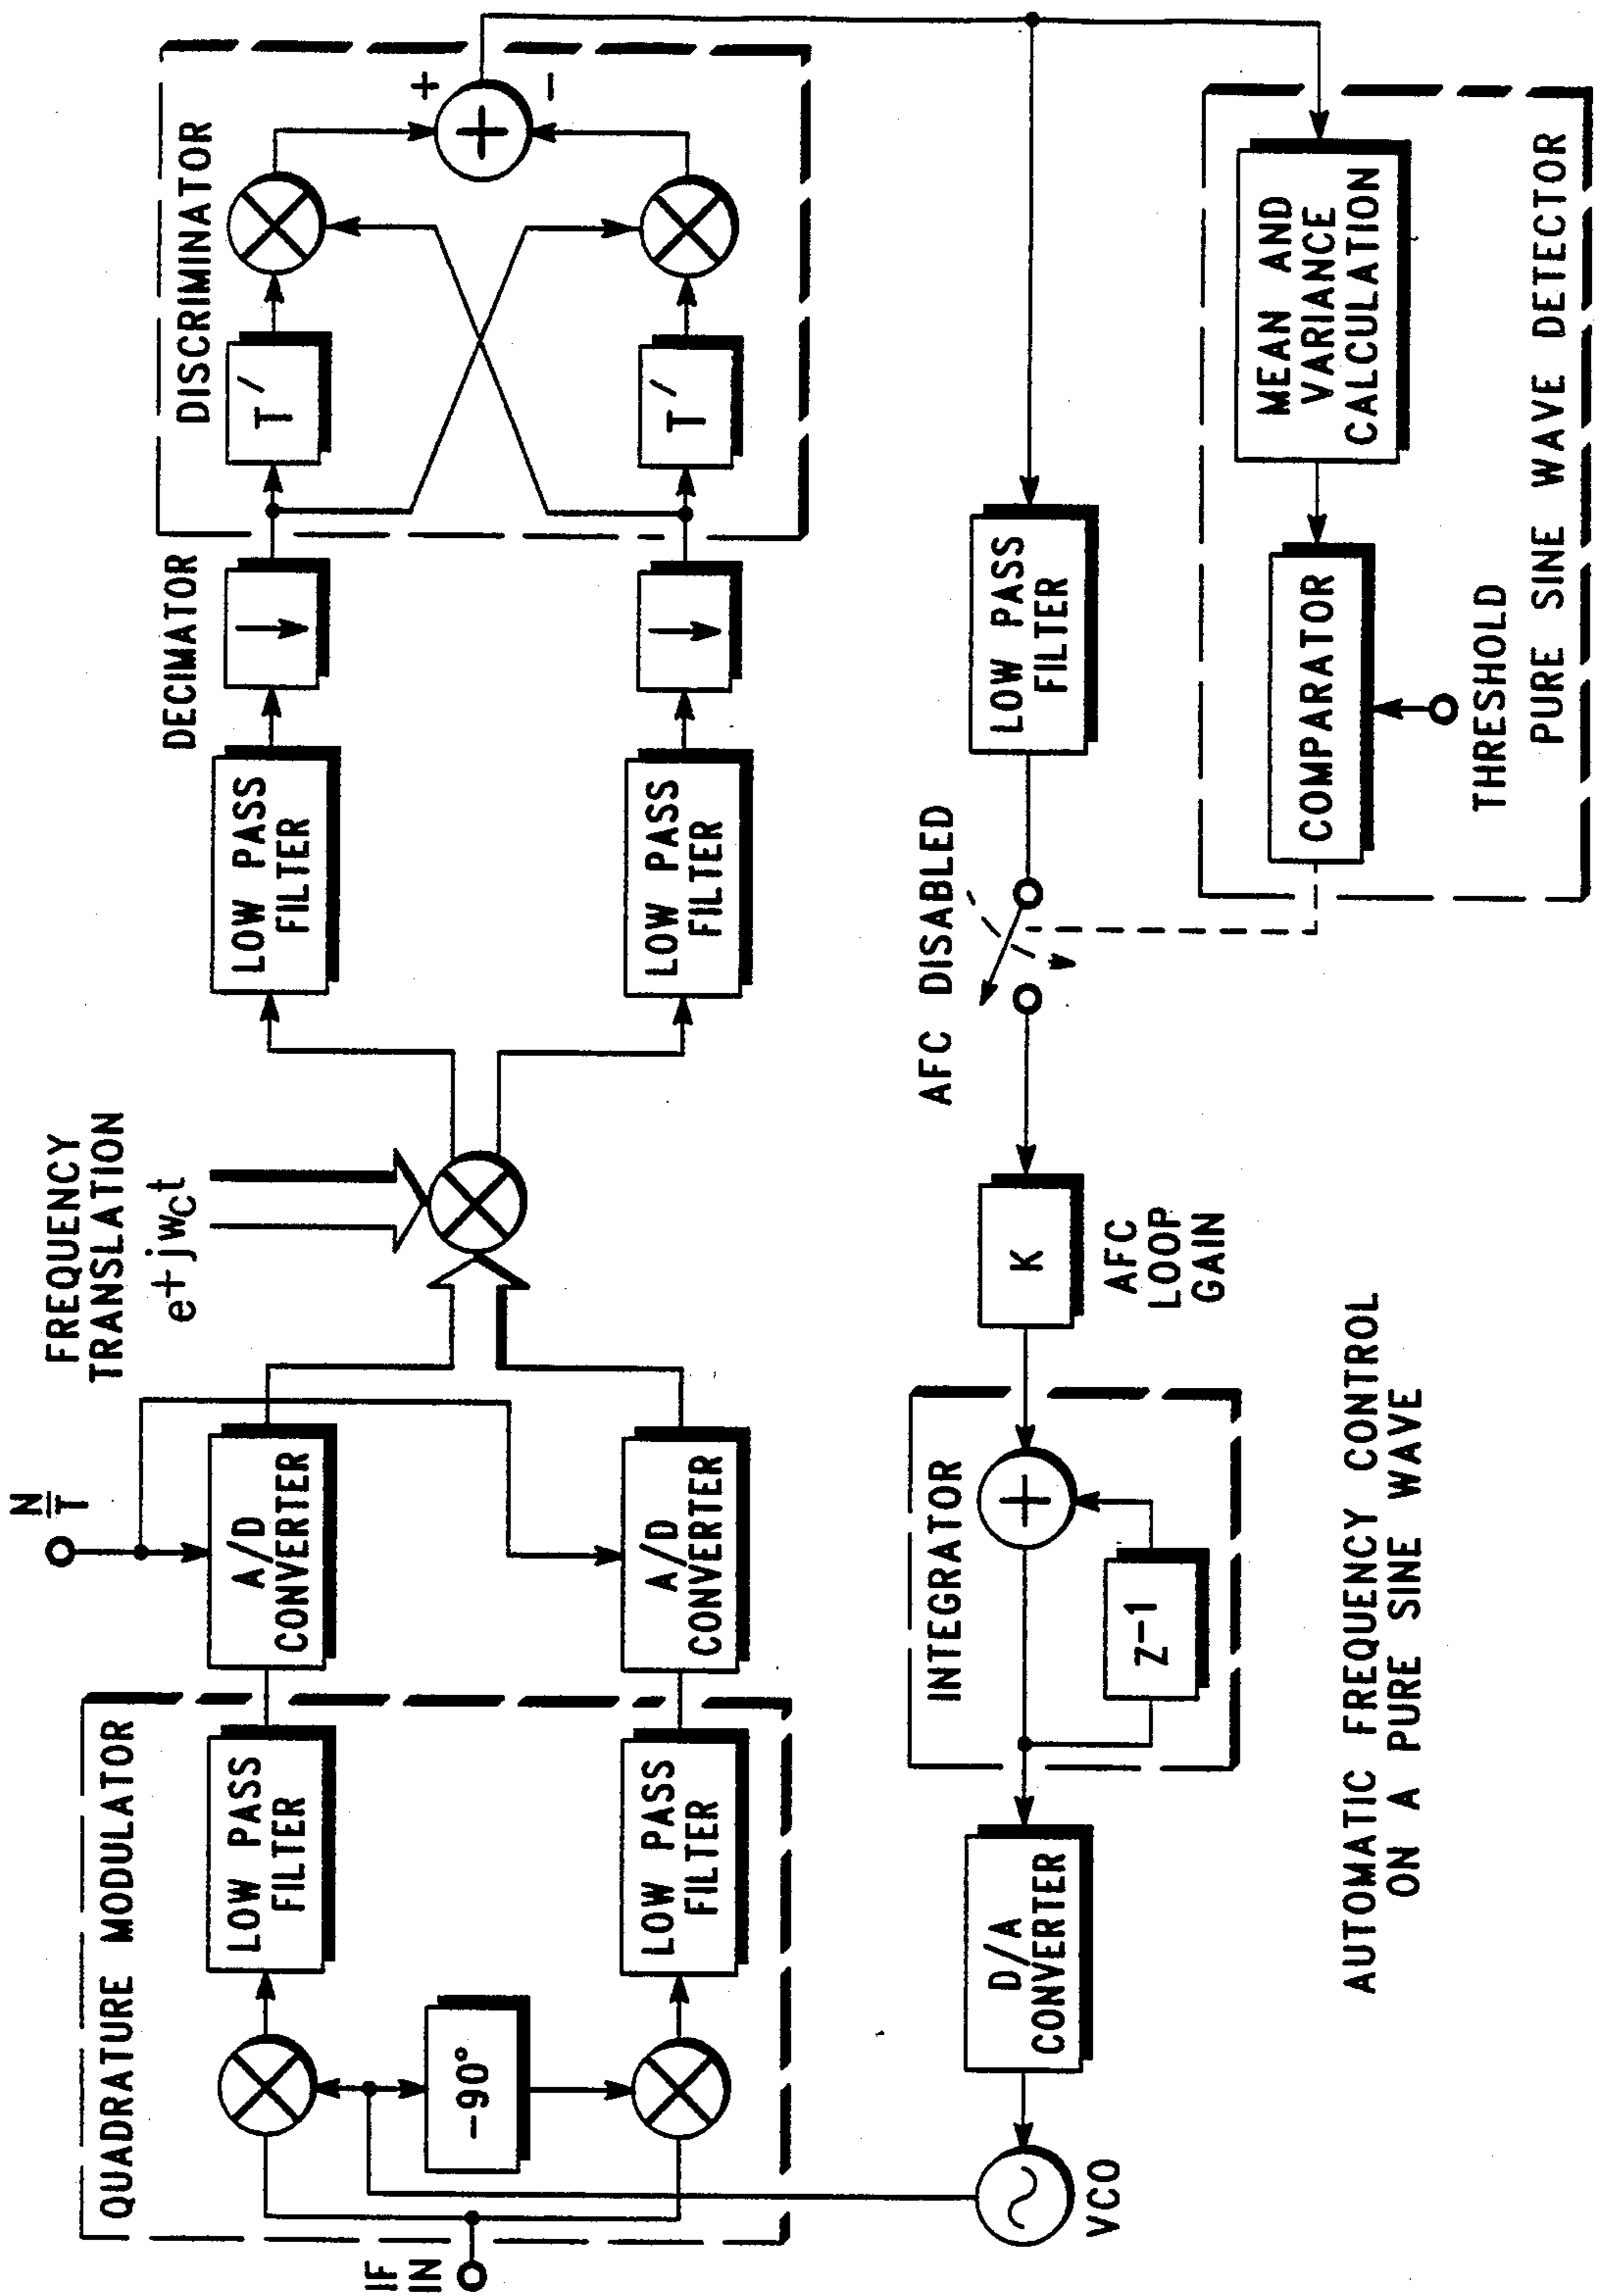 QUADRATURE MODULATOR
IF
IN
-90°
LOW PASS
FILTER
LOW PASS
FILTER
N/T
A/D
CONVERTER
A/D
CONVERTER
FREQUENCY
TRANSLATION
e+jwct
LOW PASS
FILTER
LOW PASS
FILTER
DECIMATOR
↓
↓
DISCRIMINATOR
T′
T′
+
+
−
VCO
D/A
CONVERTER
INTEGRATOR
+
Z-1
K
AFC
LOOP
GAIN
AFC DISABLED
LOW PASS
FILTER
COMPARATOR
THRESHOLD
MEAN AND
VARIANCE
CALCULATION
PURE SINE WAVE DETECTOR
AUTOMATIC FREQUENCY CONTROL
ON A PURE SINE WAVE